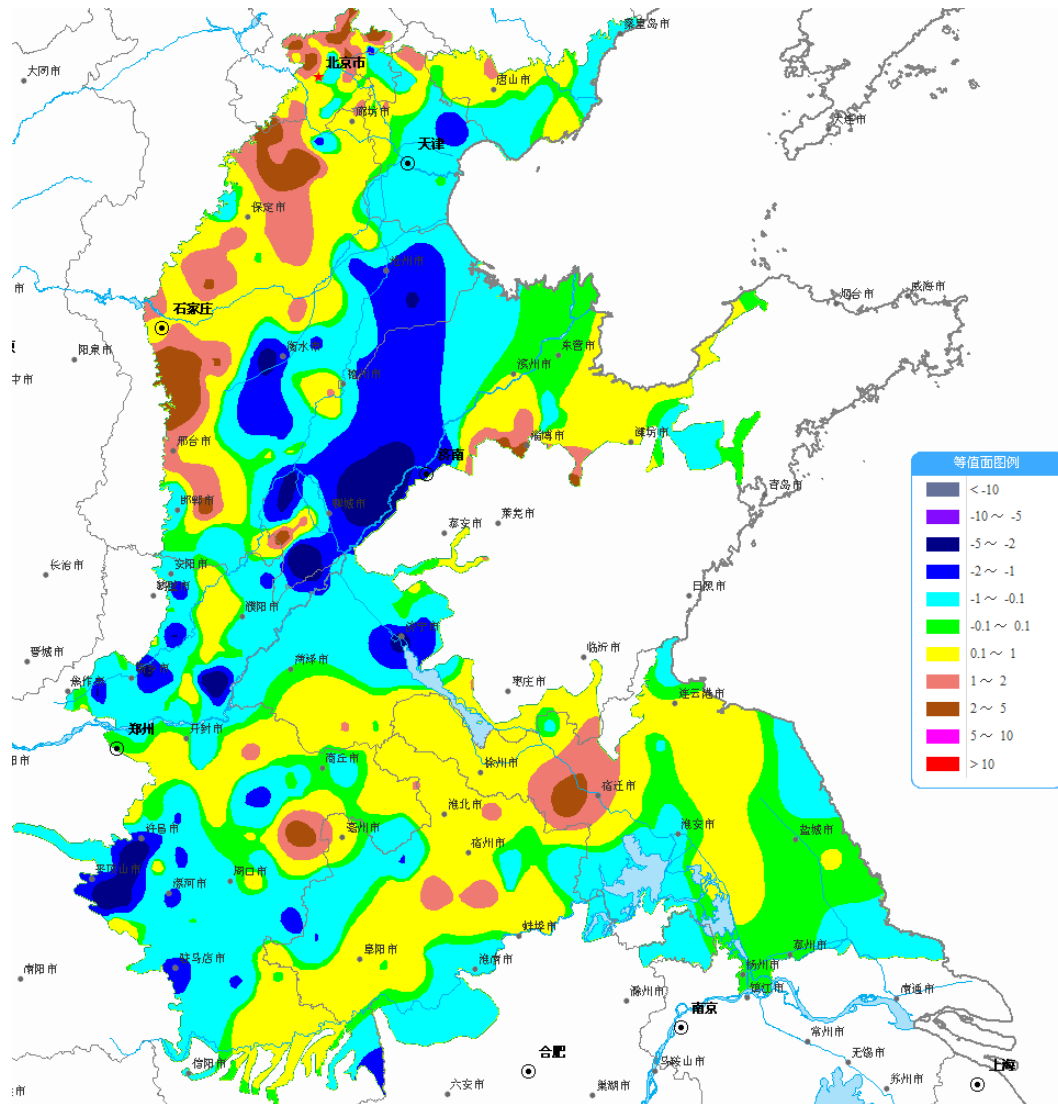 秦皇岛市
大同市
北京市
唐山市
大连市
廊坊市
天津
保定市
沧州市
烟台市
威海市
市
石家庄
东营市
阳泉市
衡水市
滨州市
中市
德州市
邢台市
淄博市
潍坊市
济南
青岛市
邯郸市
聊城市
莱芜市
泰安市
安阳市
长治市
鹤壁市
日照市
濮阳市
济宁市
晋城市
新乡市
菏泽市
临沂市
焦作市
枣庄市
连云港市
郑州
开封市
阳市
商丘市
徐州市
宿迁市
淮北市
许昌市
亳州市
淮安市
盐城市
宿州市
平顶山市
漯河市
周口市
蚌埠市
阜阳市
驻马店市
淮南市
泰州市
南阳市
扬州市
滁州市
镇江市
南通市
南京
常州市
合肥
马鞍山市
无锡市
信阳市
上海
六安市
巢湖市
苏州市
市
等值面图例
< -10
-10～ -5
-5～ -2
-2～ -1
-1～ -0.1
-0.1～ 0.1
0.1～ 1
1～ 2
2～ 5
5～ 10
> 10